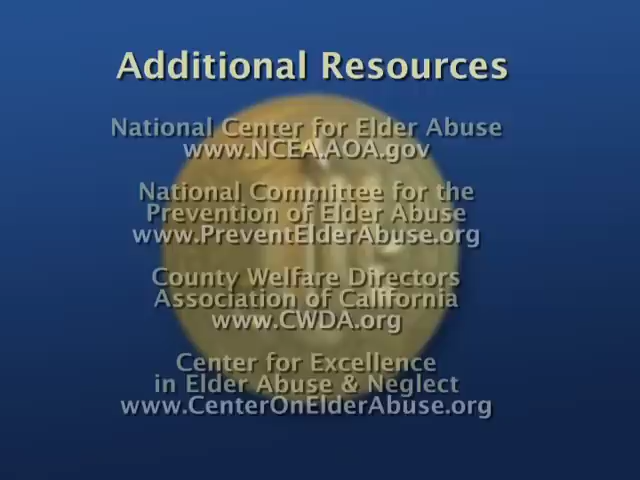 Additional Resources
National Center for Elder Abuse
www.NCEA.AOA.gov
National Committee for the
Prevention of Elder Abuse
www.PreventElderAbuse.org
County Welfare Directors
Association of California
www.CWDA.org
Center for Excellence
in Elder Abuse & Neglect
www.CenterOnElderAbuse.org